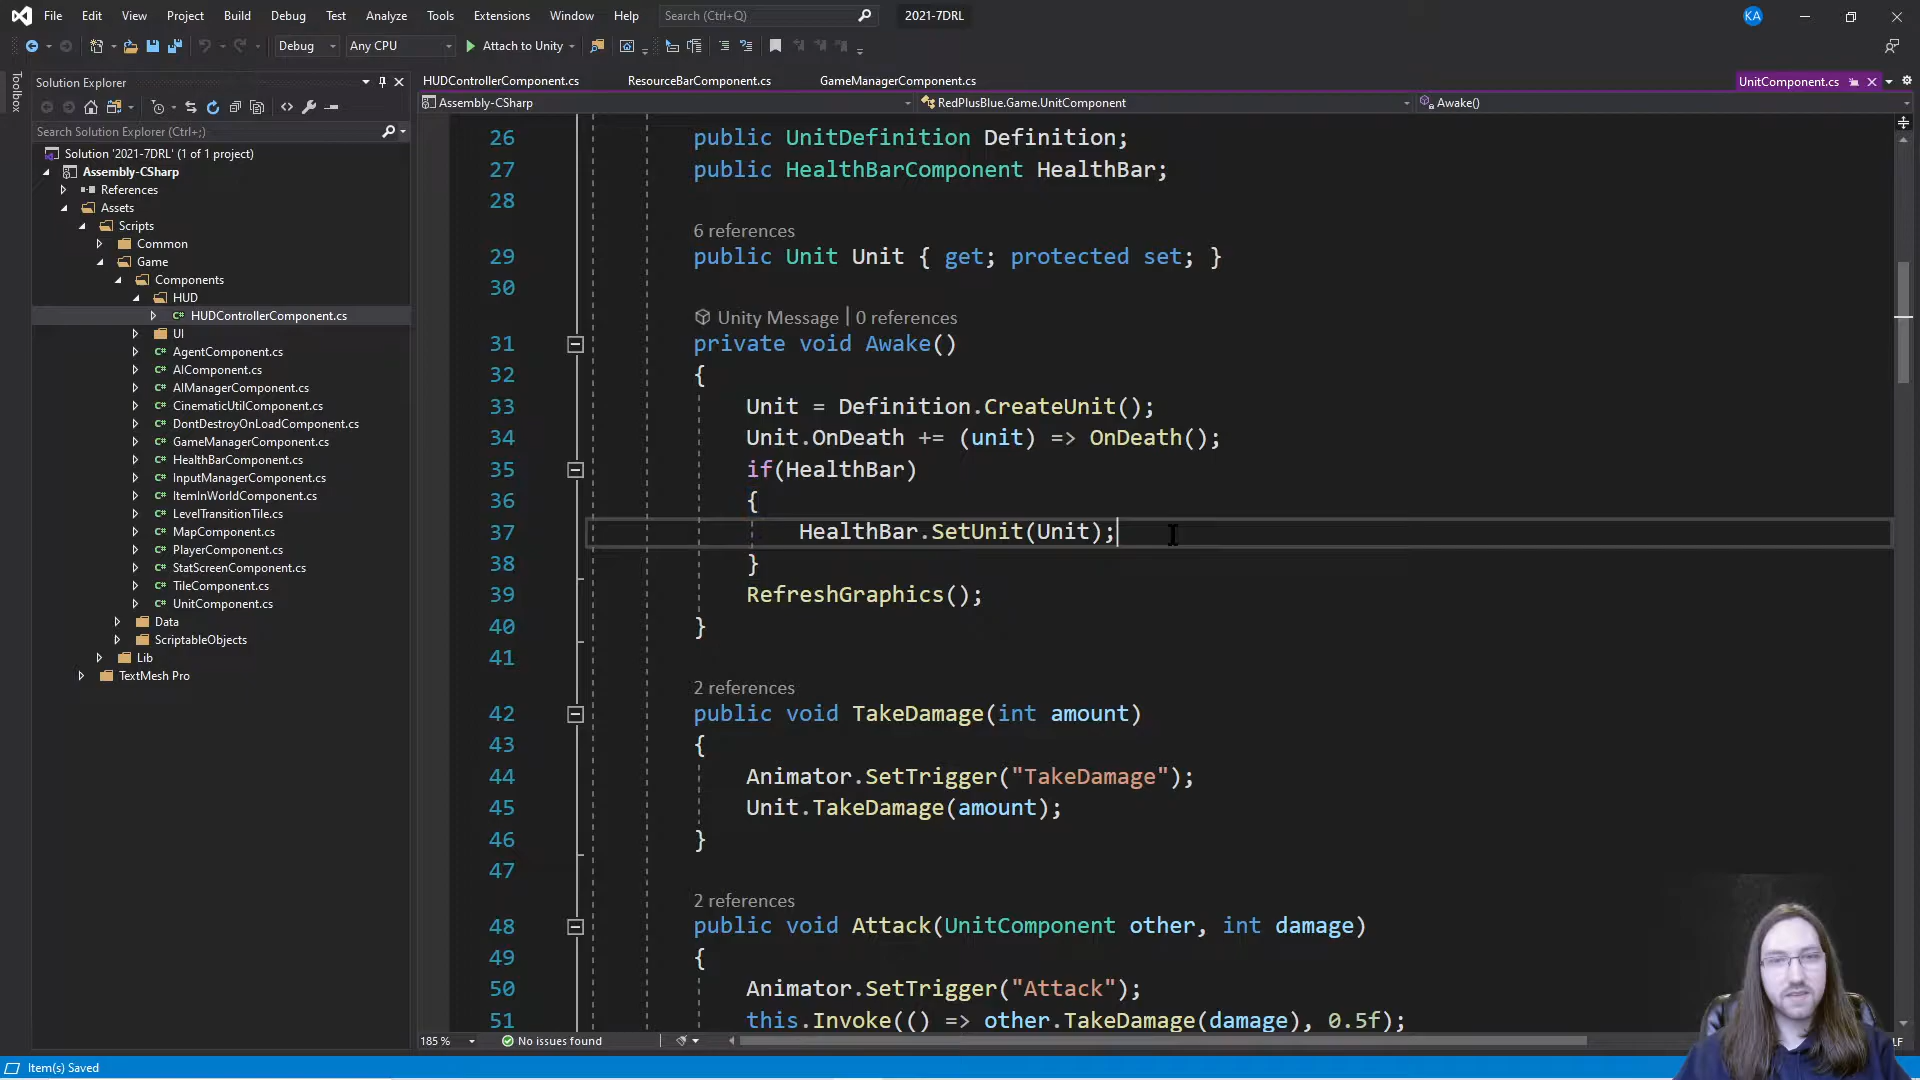 File Edit View Project Build Debug Test Analyze Tools Extensions Window Help Search (Ctrl+Q) 2021-7DRL KA
Debug Any CPU Attach to Unity
Toolbox
Solution Explorer
Search Solution Explorer (Ctrl+;)
Solution '2021-7DRL' (1 of 1 project)
Assembly-CSharp
References
Assets
Scripts
Common
Game
Components
HUD
C# HUDControllerComponent.cs
UI
C# AgentComponent.cs
C# AIComponent.cs
C# AIManagerComponent.cs
C# CinematicUtilComponent.cs
C# DontDestroyOnLoadComponent.cs
C# GameManagerComponent.cs
C# HealthBarComponent.cs
C# InputManagerComponent.cs
C# ItemInWorldComponent.cs
C# LevelTransitionTile.cs
C# MapComponent.cs
C# PlayerComponent.cs
C# StatScreenComponent.cs
C# TileComponent.cs
C# UnitComponent.cs
Data
ScriptableObjects
Lib
TextMesh Pro
HUDControllerComponent.cs ResourceBarComponent.cs GameManagerComponent.cs UnitComponent.cs
Assembly-CSharp RedPlusBlue.Game.UnitComponent Awake()
26 public UnitDefinition Definition;
27 public HealthBarComponent HealthBar;
28
6 references
29 public Unit Unit { get; protected set; }
30
Unity Message | 0 references
31 private void Awake()
32 {
33 Unit = Definition.CreateUnit();
34 Unit.OnDeath += (unit) => OnDeath();
35 if(HealthBar)
36 {
37 HealthBar.SetUnit(Unit);
38 }
39 RefreshGraphics();
40 }
41
2 references
42 public void TakeDamage(int amount)
43 {
44 Animator.SetTrigger("TakeDamage");
45 Unit.TakeDamage(amount);
46 }
47
2 references
48 public void Attack(UnitComponent other, int damage)
49 {
50 Animator.SetTrigger("Attack");
51 this.Invoke(() => other.TakeDamage(damage), 0.5f);
185 % No issues found
Item(s) Saved